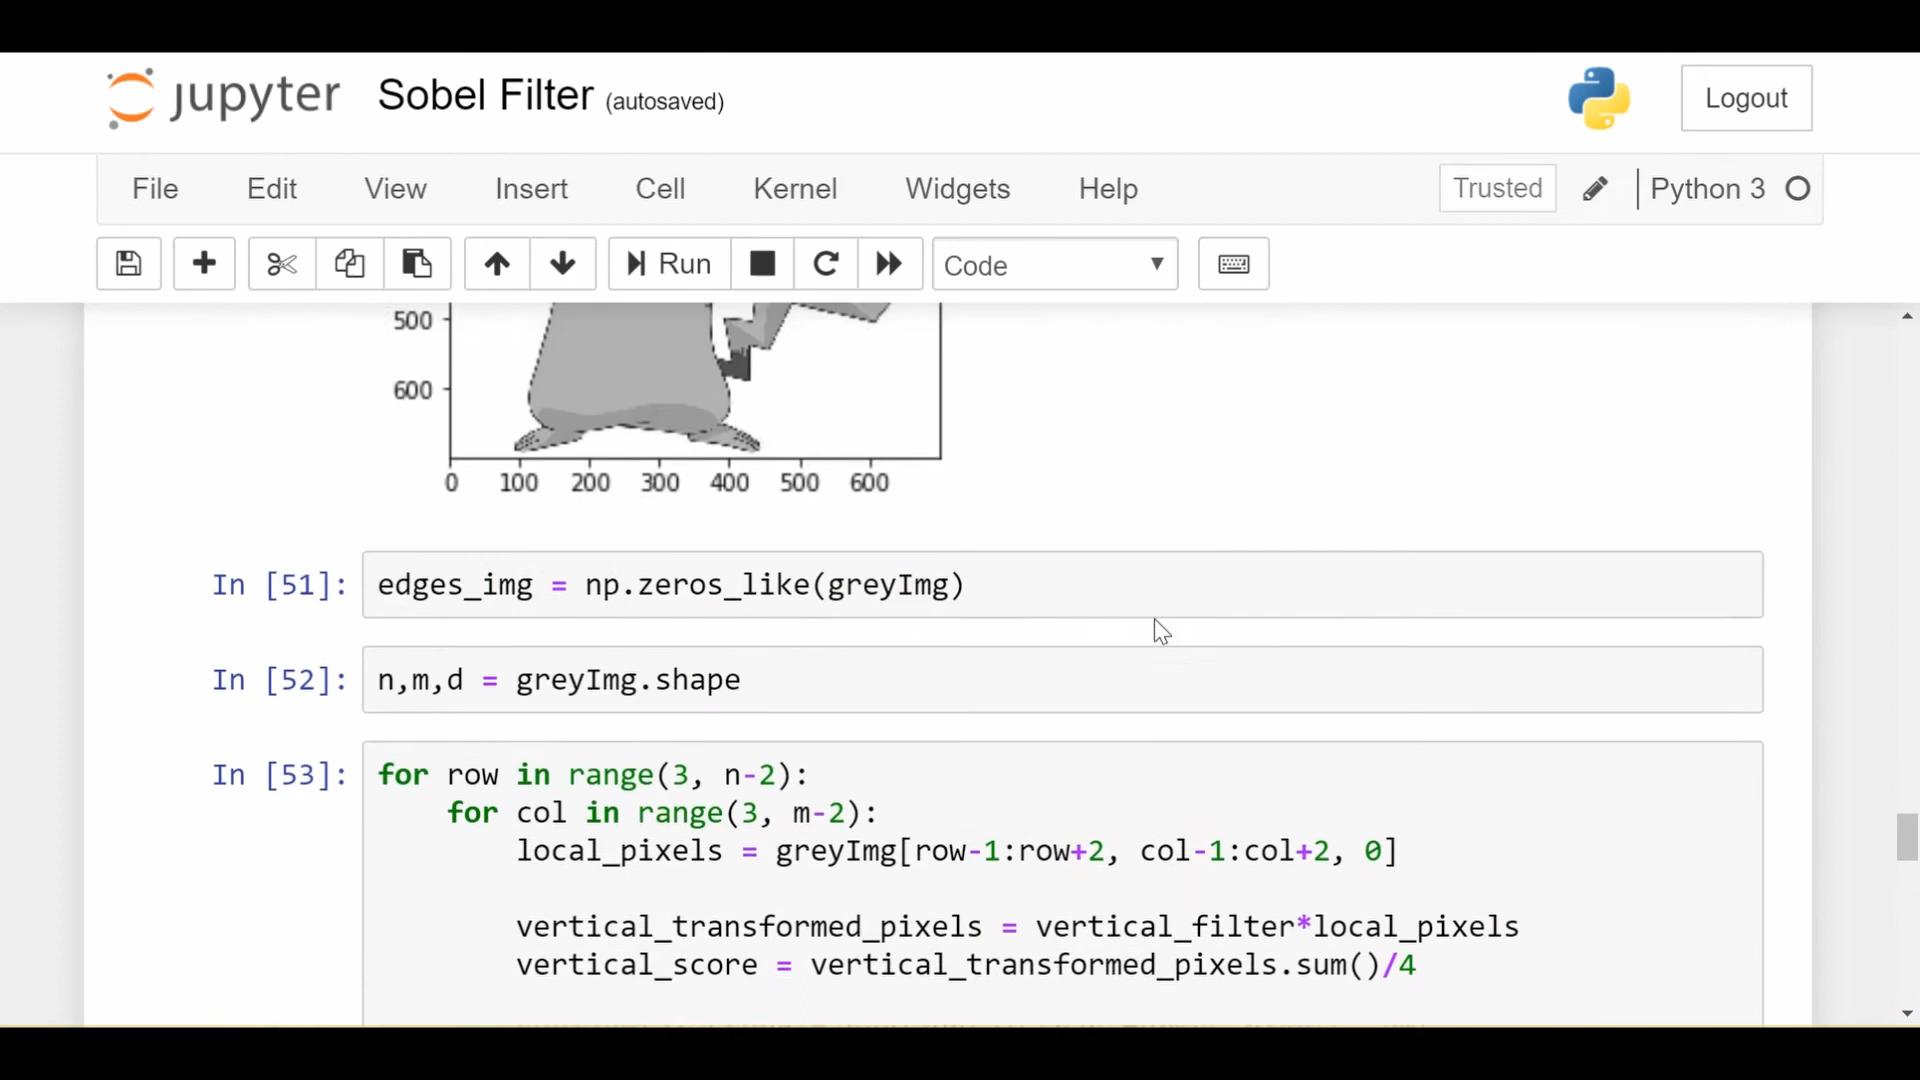 jupyter Sobel Filter (autosaved)
Logout
File Edit View Insert Cell Kernel Widgets Help
Trusted Python 3
Run Code
500
600
0 100 200 300 400 500 600
In [51]: edges_img = np.zeros_like(greyImg)
In [52]: n,m,d = greyImg.shape
In [53]: for row in range(3, n-2):
for col in range(3, m-2):
local_pixels = greyImg[row-1:row+2, col-1:col+2, 0]
vertical_transformed_pixels = vertical_filter*local_pixels
vertical_score = vertical_transformed_pixels.sum()/4